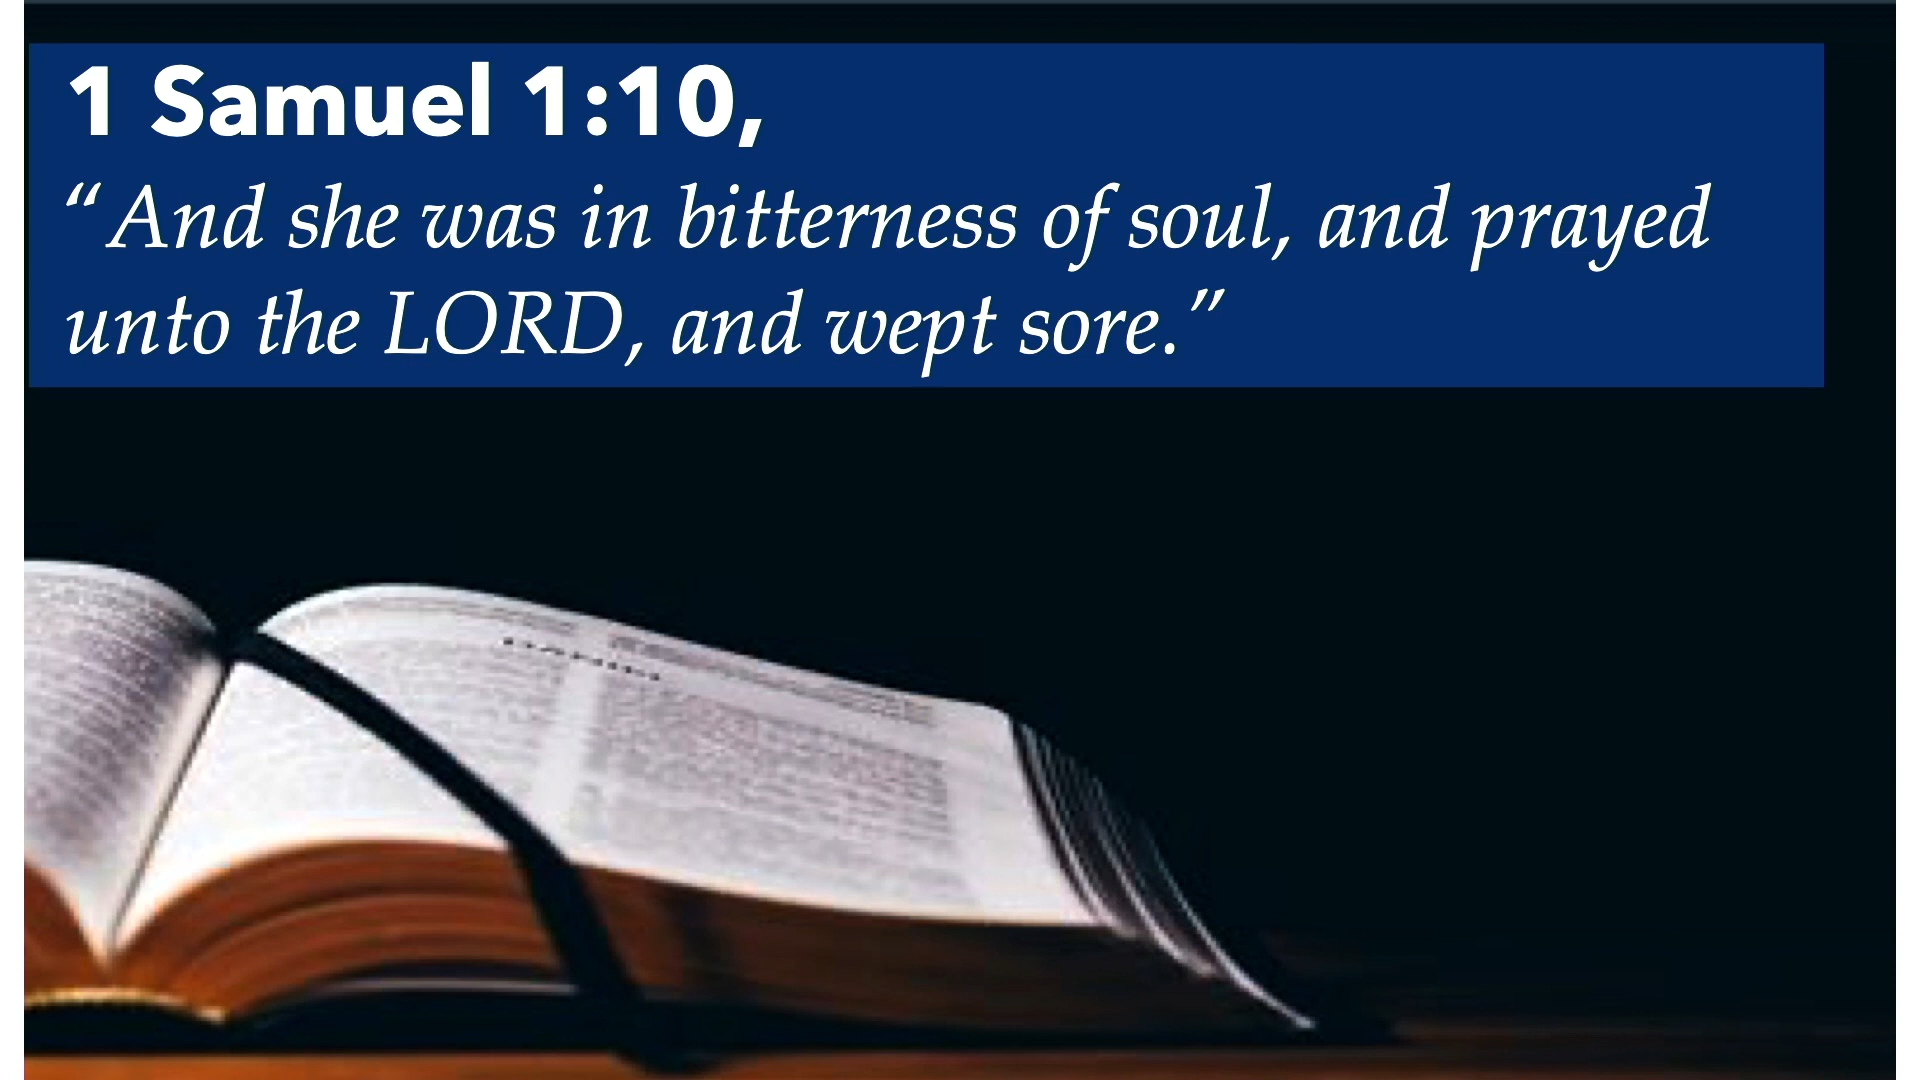 1 Samuel 1:10,
“And she was in bitterness of soul, and prayed
unto the LORD, and wept sore.”